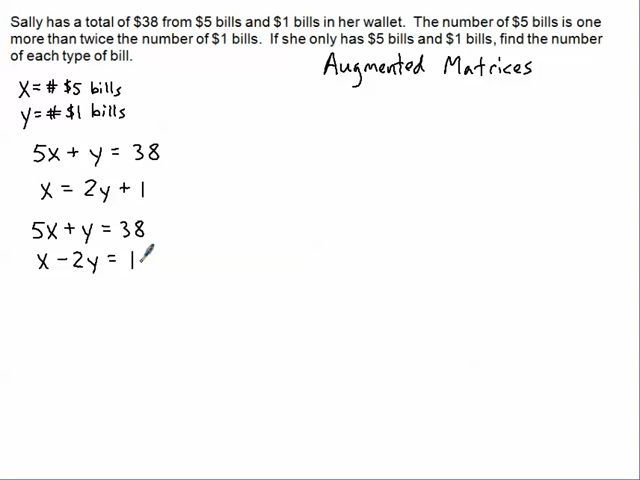 Sally has a total of $38 from $5 bills and $1 bills in her wallet.  The number of $5 bills is one
more than twice the number of $1 bills.  If she only has $5 bills and $1 bills, find the number
of each type of bill.
Augmented Matrices
X = # $5 bills
y = # $1 bills
5x + y = 38
x = 2y + 1
5x + y = 38
x - 2y = 1